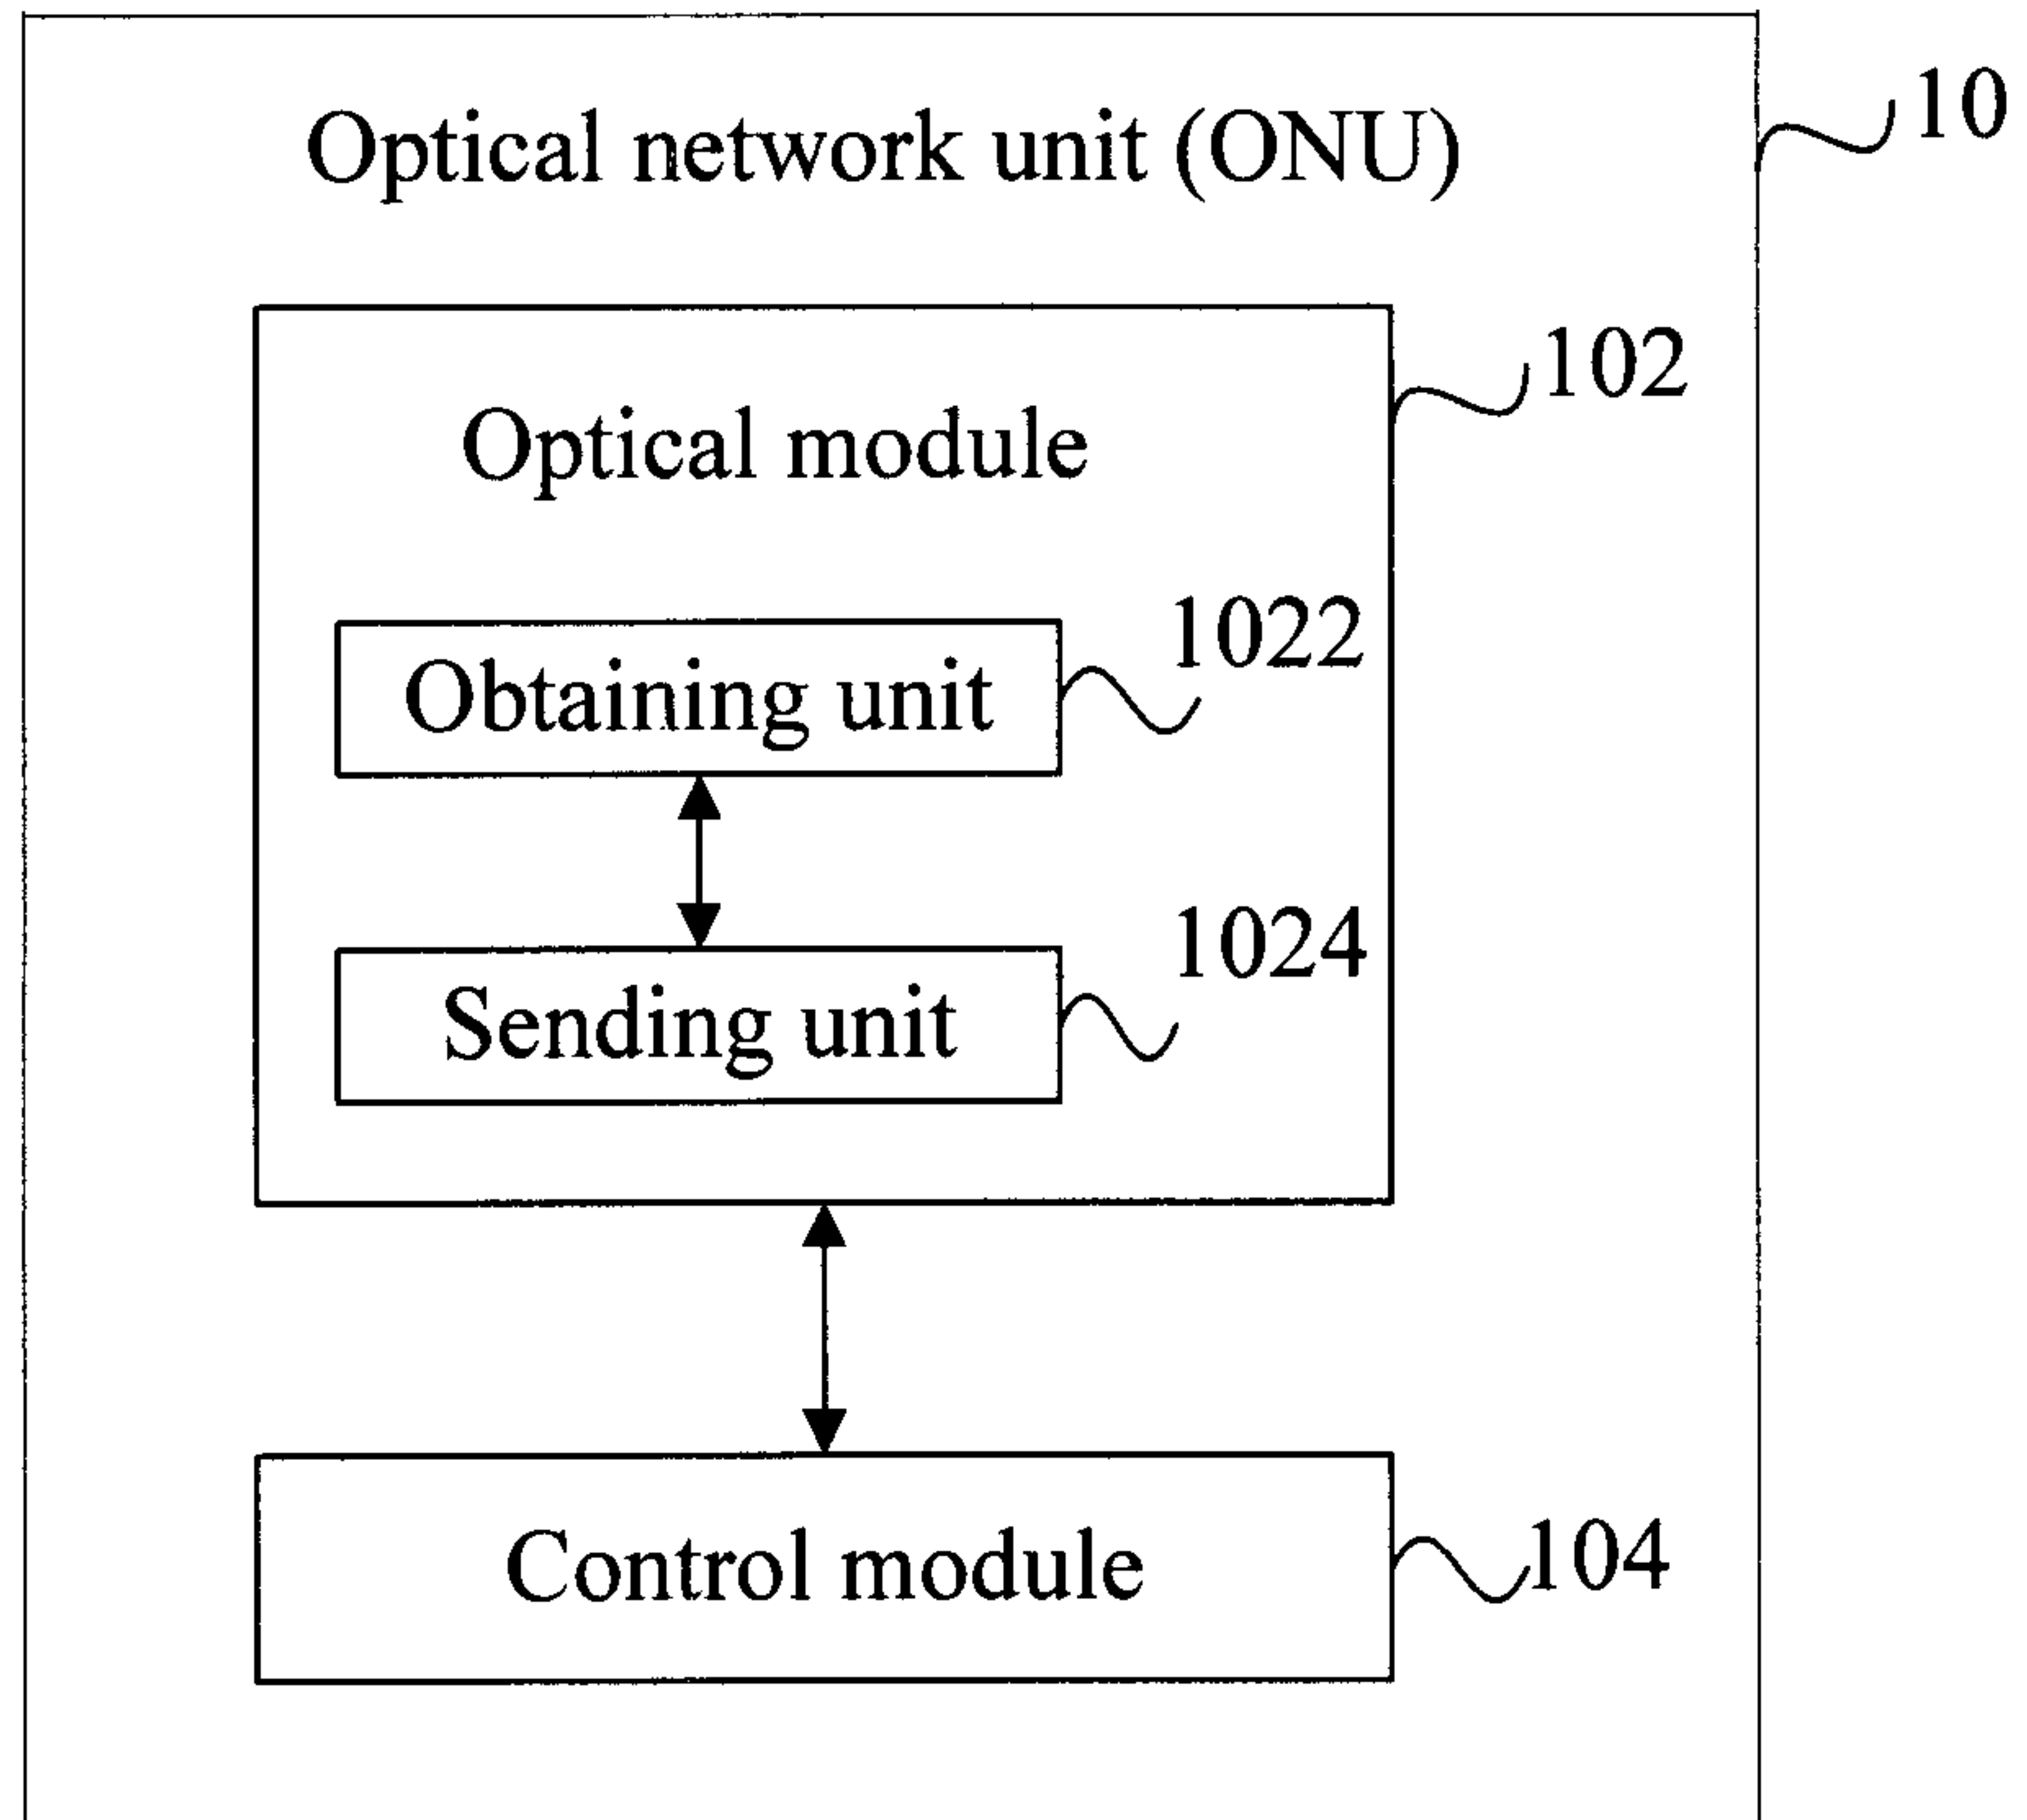 Optical network unit (ONU)
10
102
Optical module
1022
Obtaining unit
1024
Sending unit
Control module
104